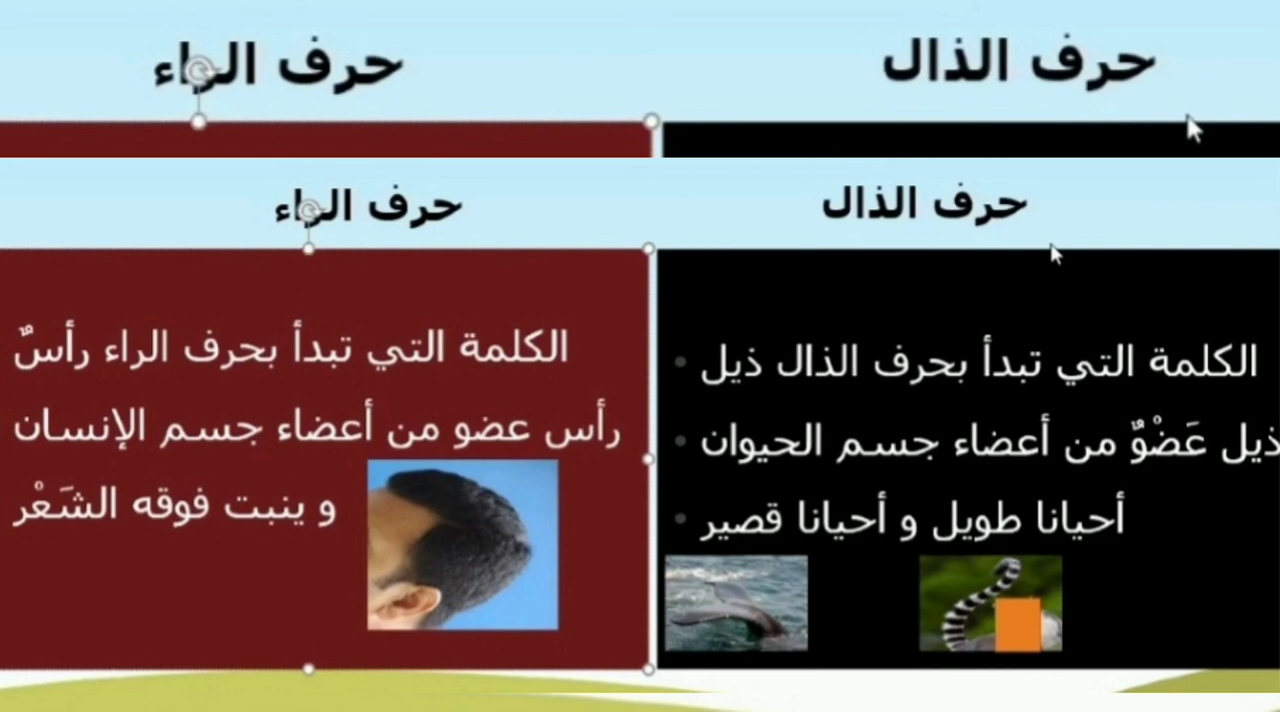 حرف الذال
حرف الراء
حرف الذال
حرف الراء
الكلمة التي تبدأ بحرف الذال ذيل
ذيل عَضْوٌ من أعضاء جسم الحيوان
أحيانا طويل و أحيانا قصير
الكلمة التي تبدأ بحرف الراء رأسٌ
رأس عضو من أعضاء جسم الإنسان
و ينبت فوقه الشَعْر